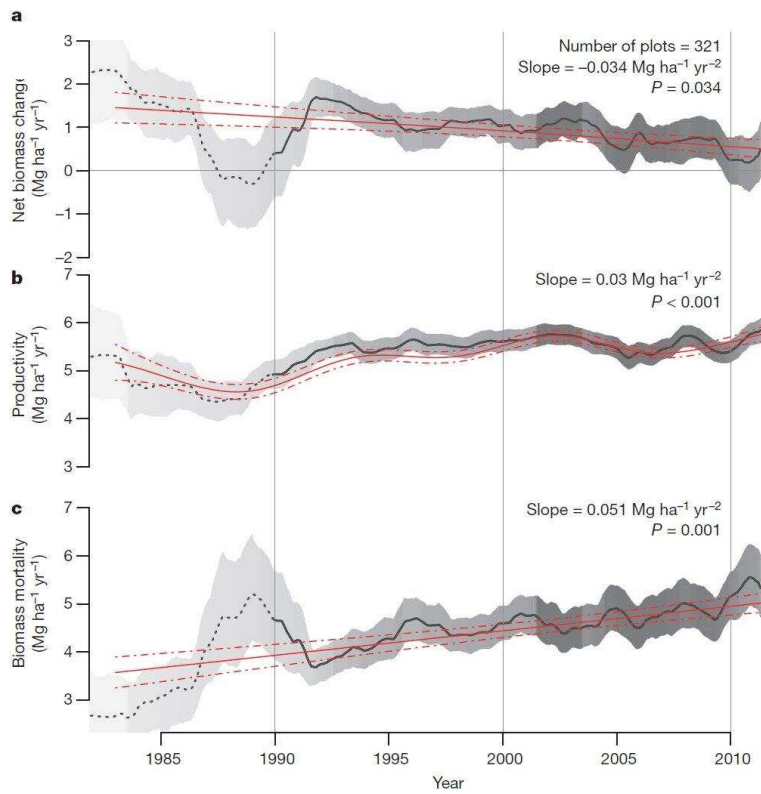 a
Net biomass change
(Mg ha⁻¹ yr⁻¹)
3
2
1
0
−1
−2
Number of plots = 321
Slope = −0.034 Mg ha⁻¹ yr⁻²
P = 0.034
b
Productivity
(Mg ha⁻¹ yr⁻¹)
7
6
5
4
3
Slope = 0.03 Mg ha⁻¹ yr⁻²
P < 0.001
c
Biomass mortality
(Mg ha⁻¹ yr⁻¹)
7
6
5
4
3
Slope = 0.051 Mg ha⁻¹ yr⁻²
P = 0.001
1985 1990 1995 2000 2005 2010
Year